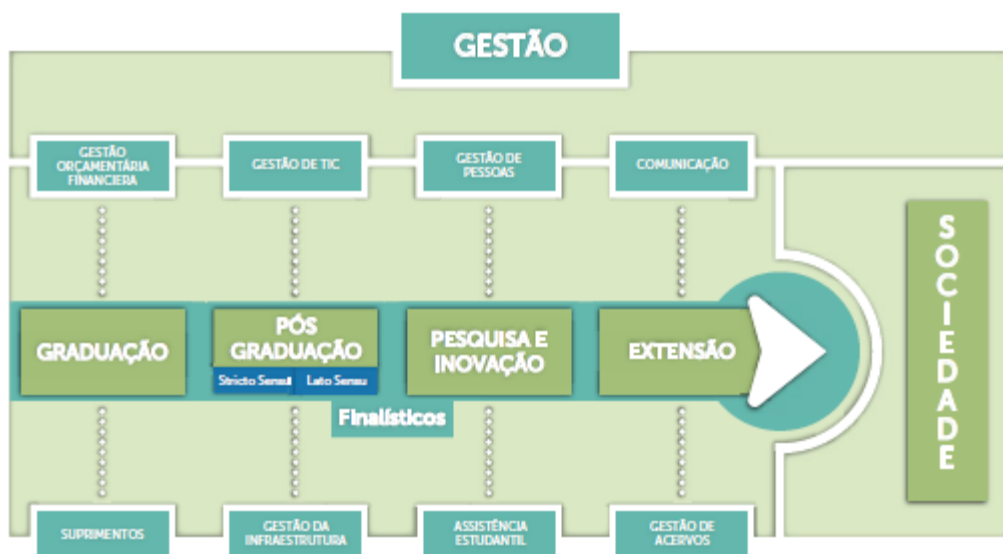 GESTÃO
GESTÃO
ORÇAMENTÁRIA
FINANCIERA
GESTÃO DE TIC
GESTÃO DE
PESSOAS
COMUNICAÇÃO
GRADUAÇÃO
PÓS
GRADUAÇÃO
Stricto Sensu
Lato Sensu
PESQUISA E
INOVAÇÃO
EXTENSÃO
Finalísticos
SOCIEDADE
SUPRIMENTOS
GESTÃO DA
INFRAESTRUTURA
ASSISTÊNCIA
ESTUDANTIL
GESTÃO DE
ACERVOS